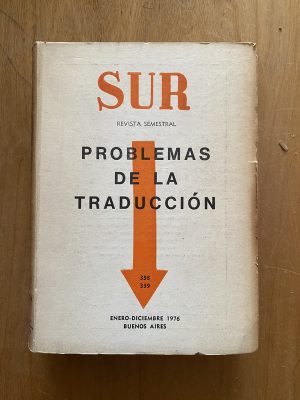 SUR
REVISTA SEMESTRAL
PROBLEMAS
DE LA
TRADUCCIÓN
338
339
ENERO-DICIEMBRE 1976
BUENOS AIRES